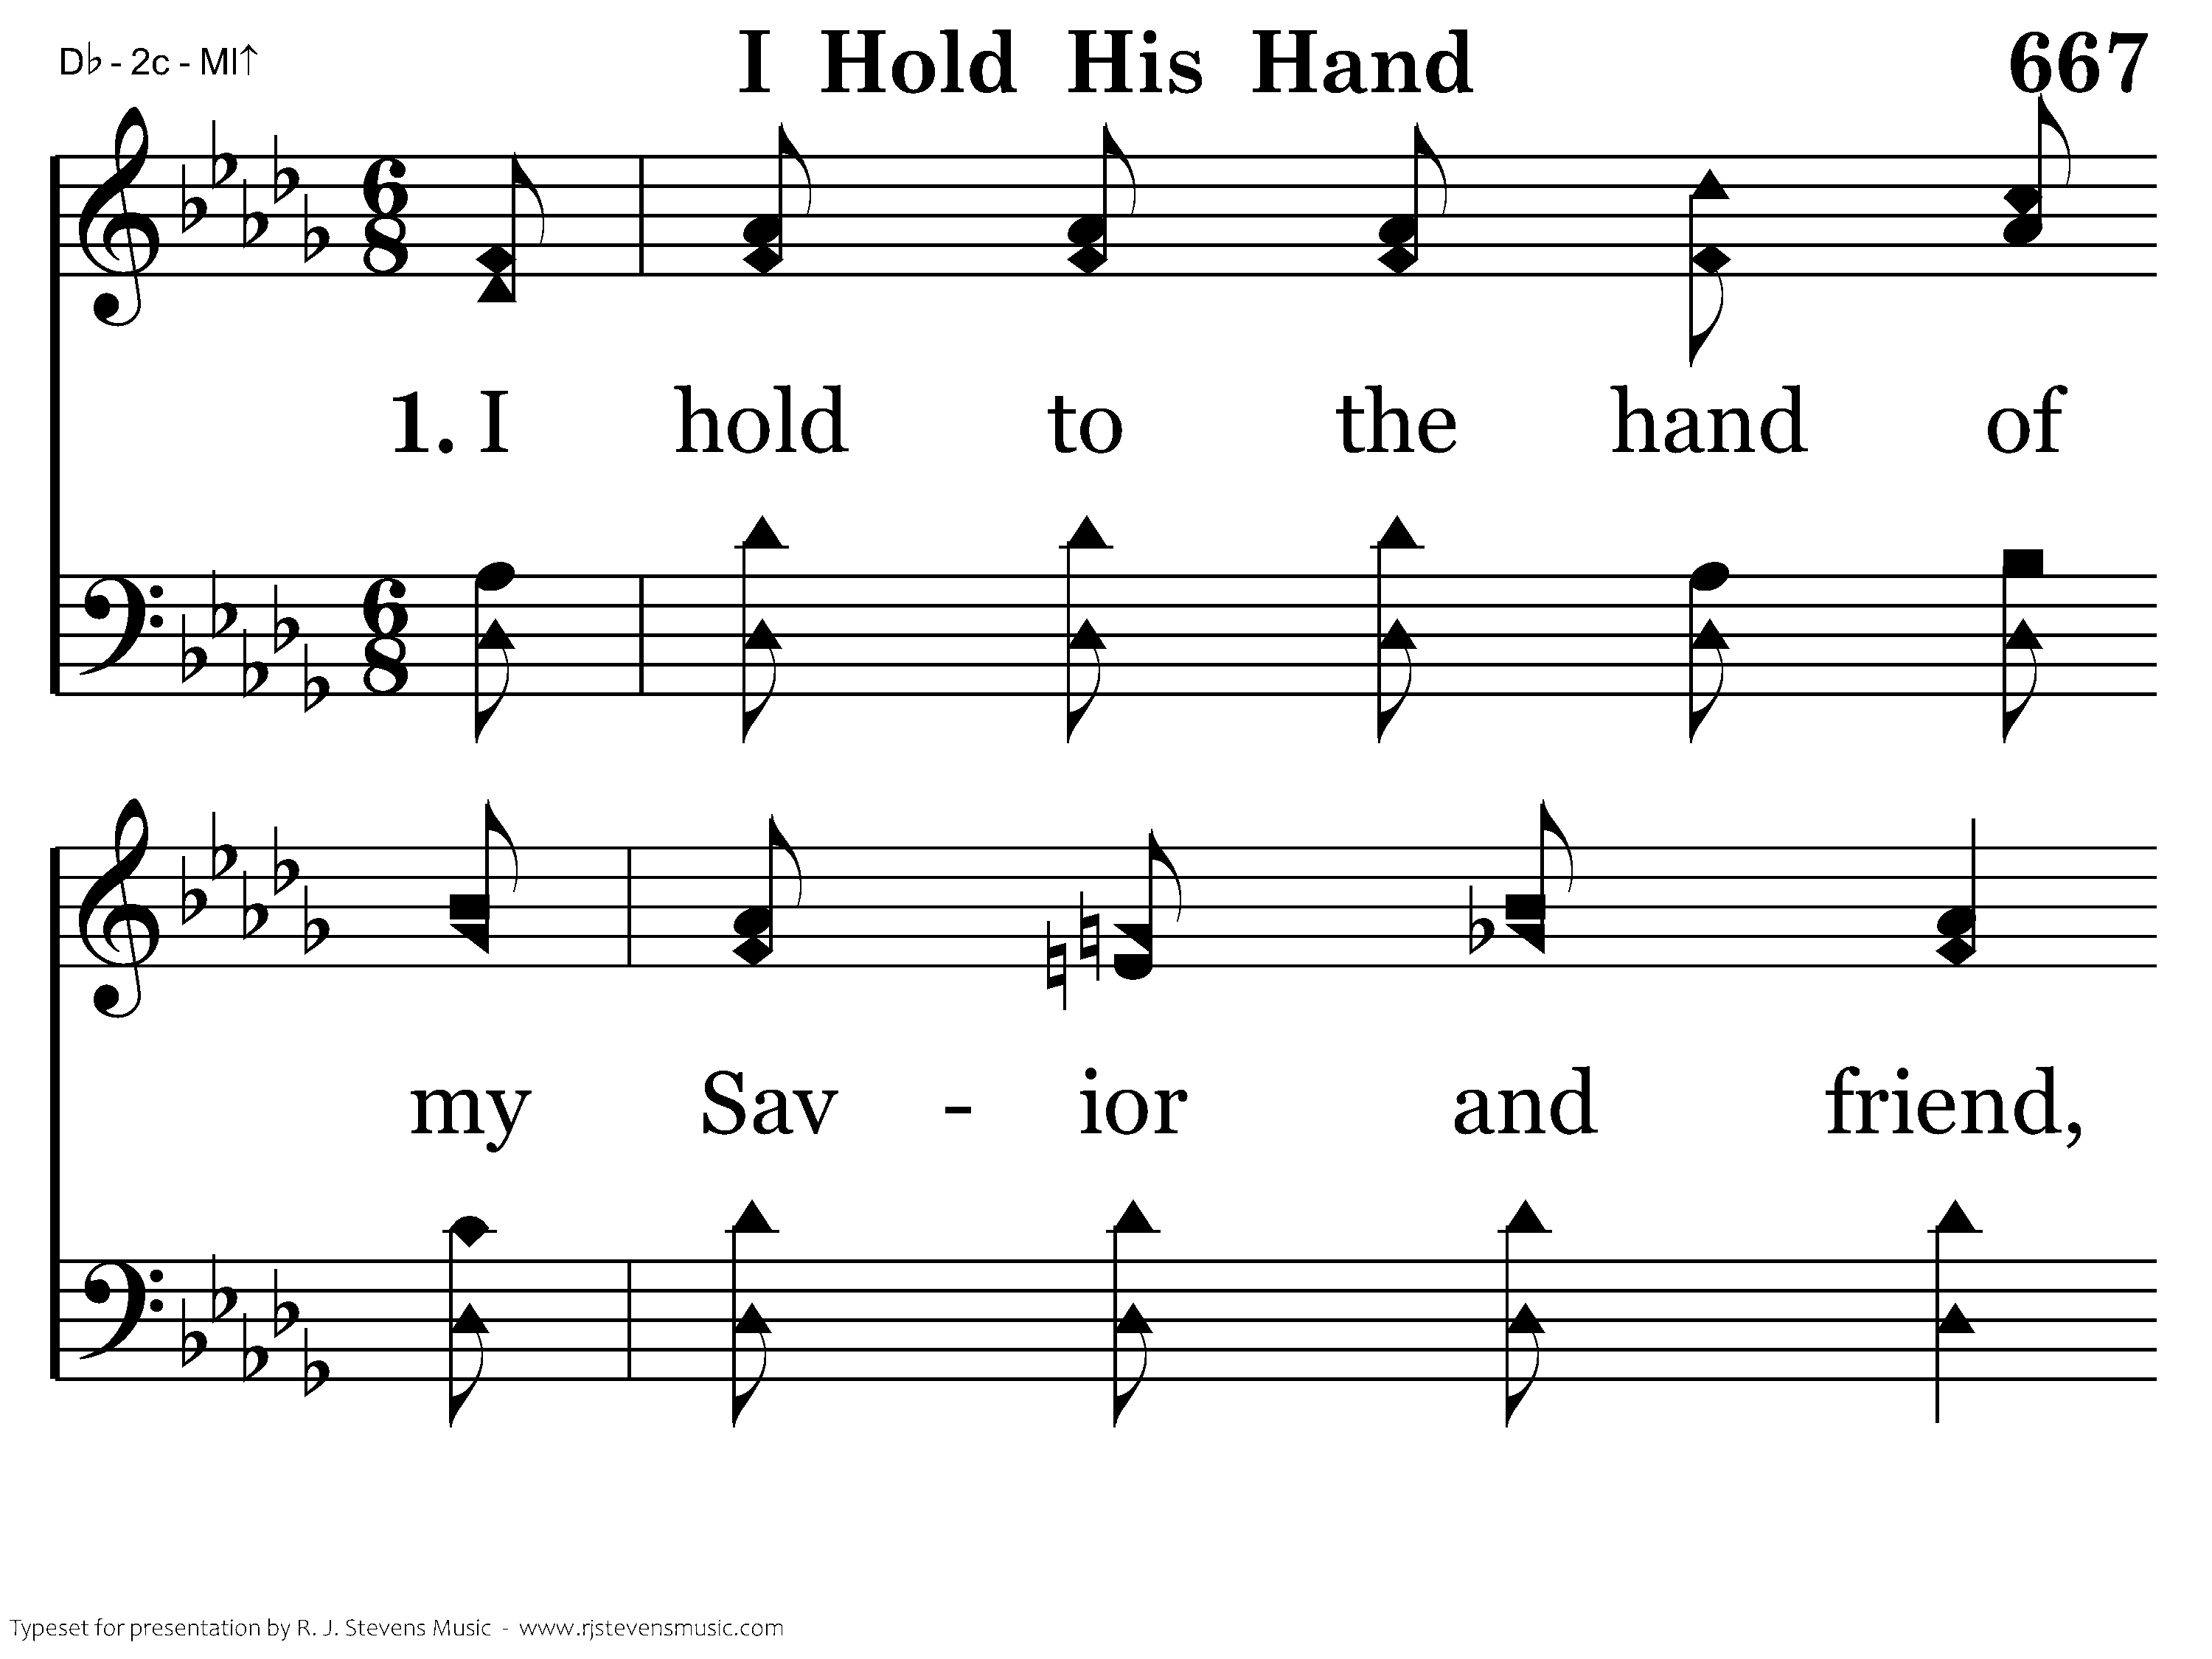 D♭ - 2c - MI↑
I Hold His Hand
667
1. I hold to the hand of
my Sav - ior and friend,
Typeset for presentation by R. J. Stevens Music - www.rjstevensmusic.com